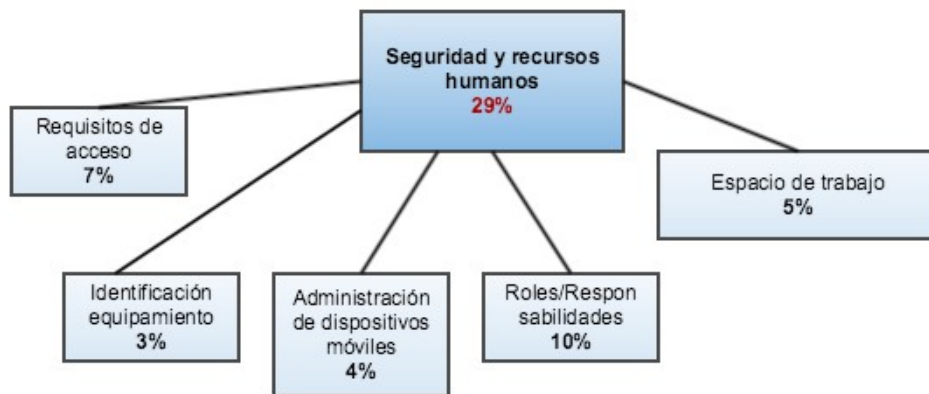 Seguridad y recursos
humanos
29%
Requisitos de
acceso
7%
Espacio de trabajo
5%
Identificación
equipamiento
3%
Administración
de dispositivos
móviles
4%
Roles/Respon
sabilidades
10%